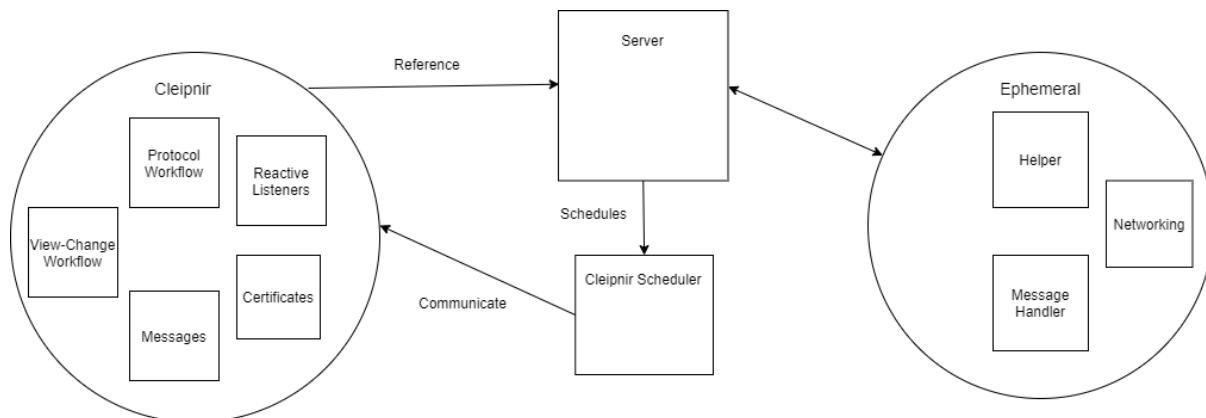 Cleipnir
Protocol
Workflow
Reactive
Listeners
View-Change
Workflow
Certificates
Messages
Reference
Server
Schedules
Cleipnir Scheduler
Communicate
Ephemeral
Helper
Networking
Message
Handler